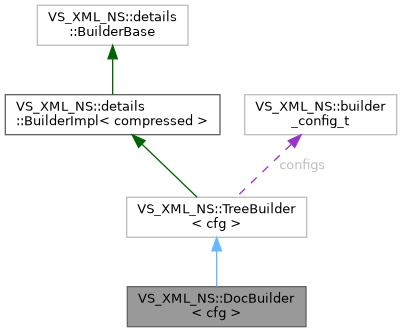 VS_XML_NS::details
::BuilderBase
VS_XML_NS::details
::BuilderImpl< compressed >
VS_XML_NS::builder
_config_t
configs
VS_XML_NS::TreeBuilder
< cfg >
VS_XML_NS::DocBuilder
< cfg >